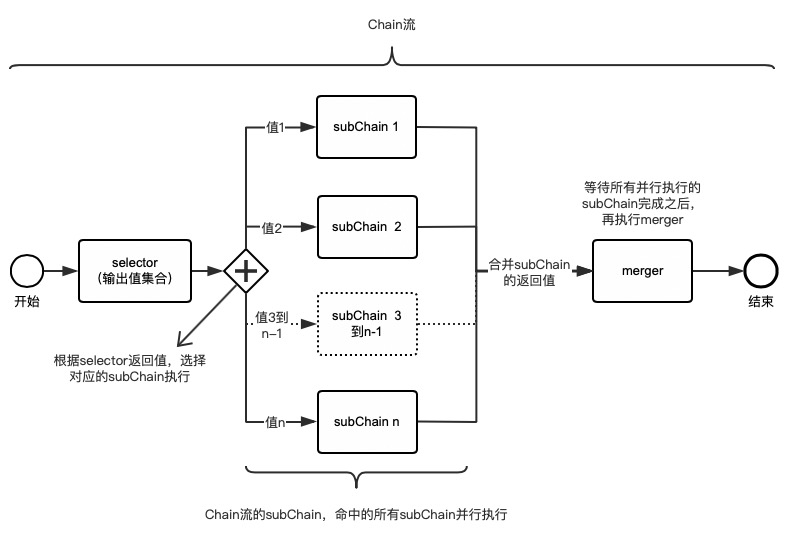 Chain流
值1
subChain 1
值2
subChain 2
等待所有并行执行的
subChain完成之后，
再执行merger
selector
(输出值集合)
合并subChain
的返回值
merger
开始
结束
值3到
n–1
subChain 3
到n-1
根据selector返回值，选择
对应的subChain执行
值n
subChain n
Chain流的subChain，命中的所有subChain并行执行